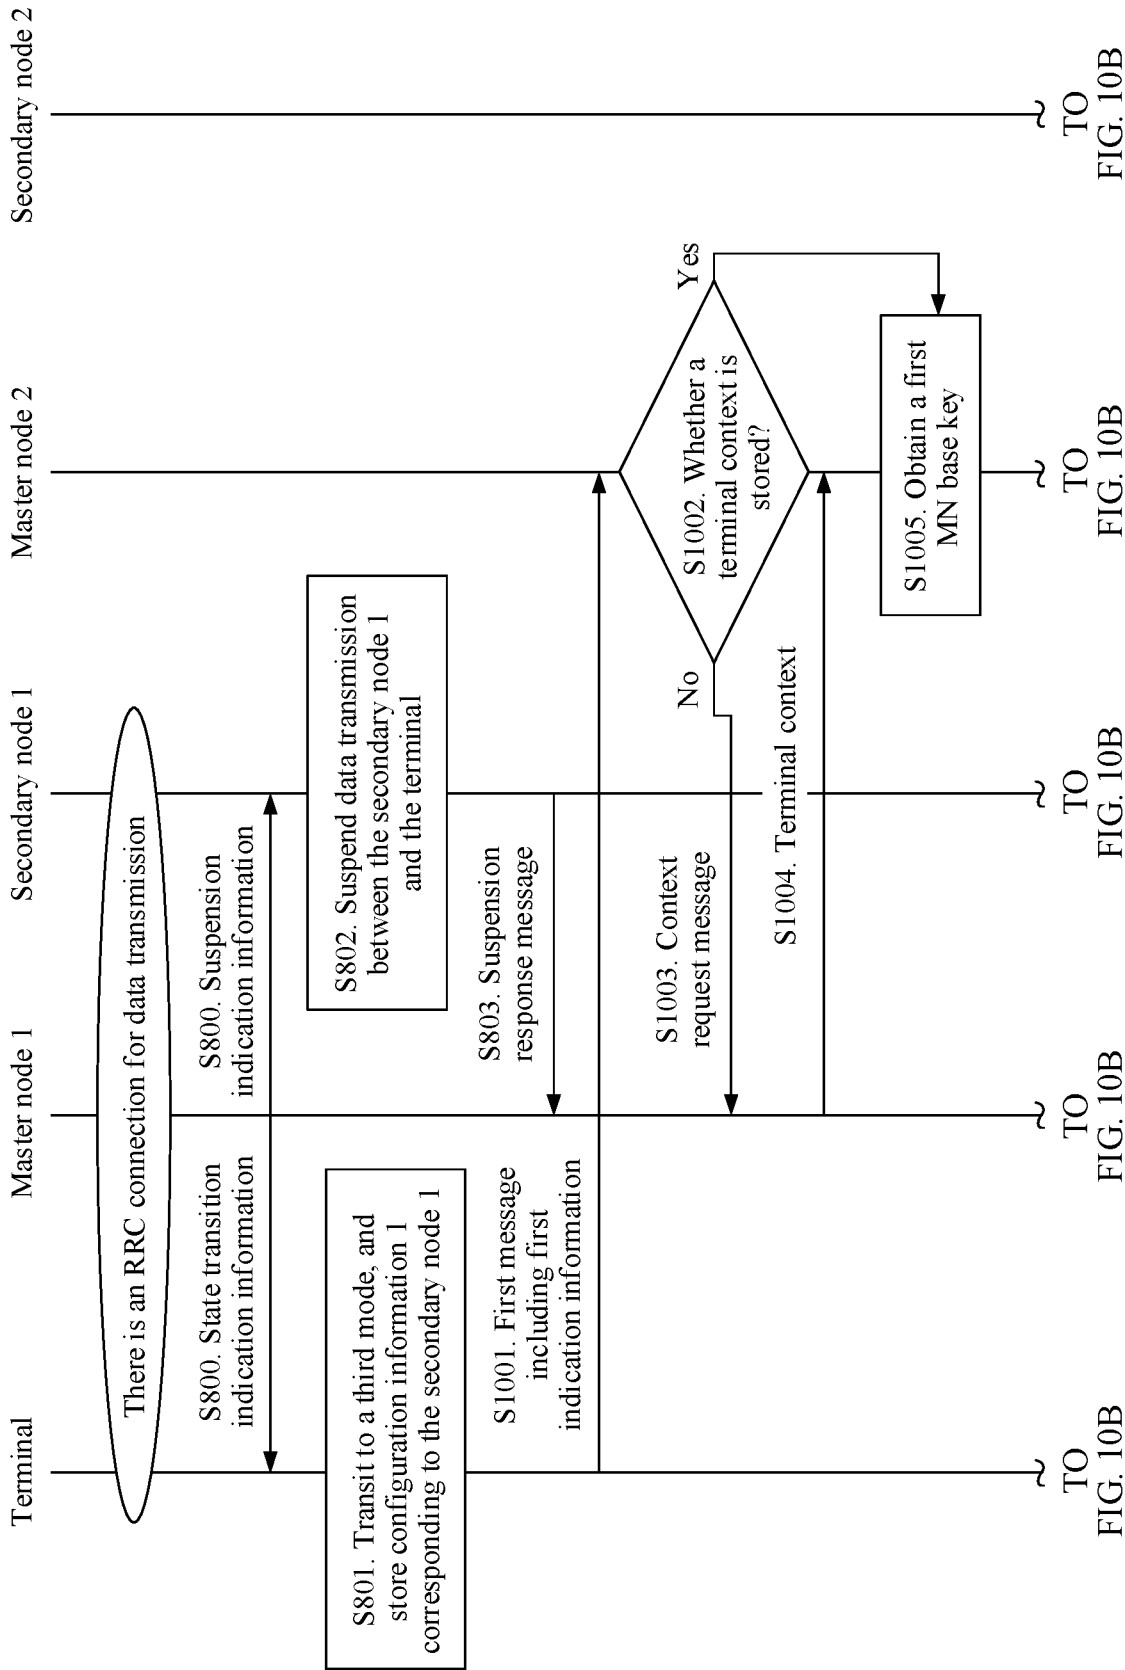 Terminal
Master node 1
Secondary node 1
Master node 2
Secondary node 2
There is an RRC connection for data transmission
S800. State transition
indication information
S800. Suspension
indication information
S801. Transit to a third mode, and
store configuration information 1
corresponding to the secondary node 1
S802. Suspend data transmission
between the secondary node 1
and the terminal
S803. Suspension
response message
S1001. First message
including first
indication information
S1002. Whether a
terminal context is
stored?
No
Yes
S1003. Context
request message
S1004. Terminal context
S1005. Obtain a first
MN base key
TO
FIG. 10B
TO
FIG. 10B
TO
FIG. 10B
TO
FIG. 10B
TO
FIG. 10B